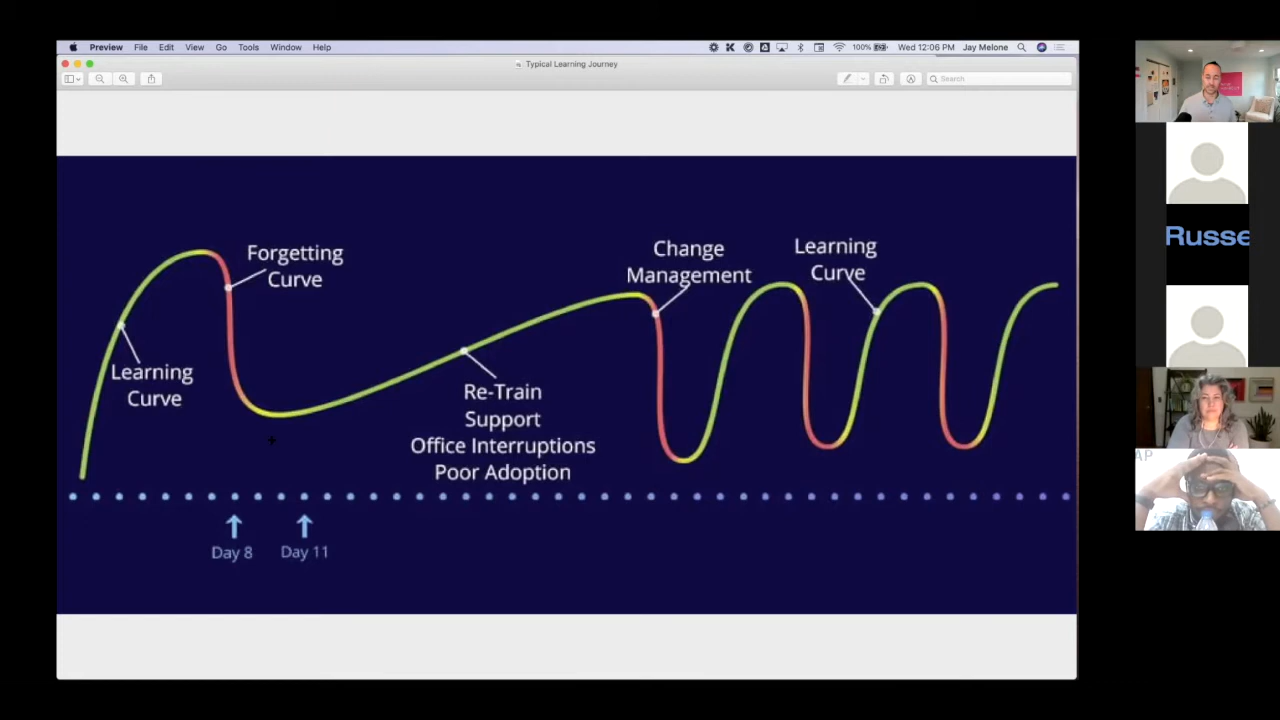 Preview File Edit View Go Tools Window Help
100% Wed 12:06 PM Jay Melone
Typical Learning Journey
Search
Forgetting
Curve
Change
Management
Learning
Curve
Learning
Curve
Re-Train
Support
Office Interruptions
Poor Adoption
Day 8
Day 11
Russe
AP